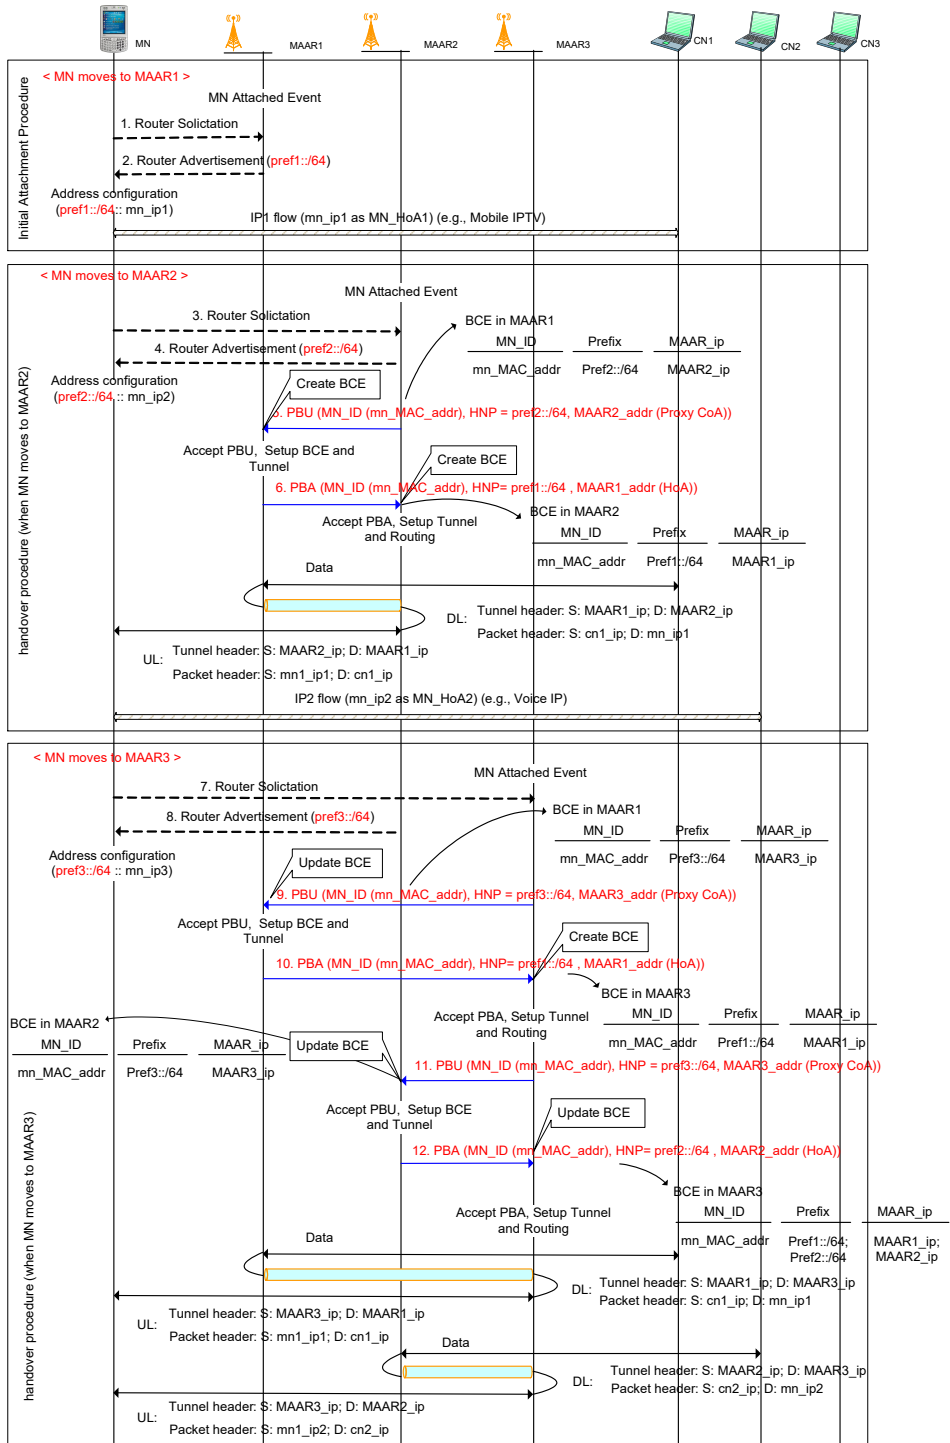 MN
MAAR1
MAAR2
MAAR3
CN1
CN2
CN3
Initial Attachment Procedure
< MN moves to MAAR1 >
MN Attached Event
1. Router Solictation
2. Router Advertisement (pref1::/64)
Address configuration
(pref1::/64:: mn_ip1)
IP1 flow (mn_ip1 as MN_HoA1) (e.g., Mobile IPTV)
handover procedure (when MN moves to MAAR2)
< MN moves to MAAR2 >
MN Attached Event
3. Router Solictation
BCE in MAAR1
4. Router Advertisement (pref2::/64)
MN_ID Prefix MAAR_ip
mn_MAC_addr Pref2::/64 MAAR2_ip
Address configuration
(pref2::/64 :: mn_ip2)
Create BCE
5. PBU (MN_ID (mn_MAC_addr), HNP = pref2::/64, MAAR2_addr (Proxy CoA))
Accept PBU, Setup BCE and
Tunnel
Create BCE
6. PBA (MN_ID (mn_MAC_addr), HNP= pref1::/64 , MAAR1_addr (HoA))
BCE in MAAR2
Accept PBA, Setup Tunnel
and Routing
MN_ID Prefix MAAR_ip
mn_MAC_addr Pref1::/64 MAAR1_ip
Data
DL:
Tunnel header: S: MAAR1_ip; D: MAAR2_ip
Packet header: S: cn1_ip; D: mn_ip1
UL:
Tunnel header: S: MAAR2_ip; D: MAAR1_ip
Packet header: S: mn1_ip1; D: cn1_ip
IP2 flow (mn_ip2 as MN_HoA2) (e.g., Voice IP)
handover procedure (when MN moves to MAAR3)
< MN moves to MAAR3 >
MN Attached Event
7. Router Solictation
BCE in MAAR1
8. Router Advertisement (pref3::/64)
MN_ID Prefix MAAR_ip
mn_MAC_addr Pref3::/64 MAAR3_ip
Address configuration
(pref3::/64 :: mn_ip3)
Update BCE
9. PBU (MN_ID (mn_MAC_addr), HNP = pref3::/64, MAAR3_addr (Proxy CoA))
Accept PBU, Setup BCE and
Tunnel
Create BCE
10. PBA (MN_ID (mn_MAC_addr), HNP= pref1::/64 , MAAR1_addr (HoA))
BCE in MAAR3
Accept PBA, Setup Tunnel
and Routing
MN_ID Prefix MAAR_ip
mn_MAC_addr Pref1::/64 MAAR1_ip
BCE in MAAR2
MN_ID Prefix MAAR_ip
mn_MAC_addr Pref3::/64 MAAR3_ip
Update BCE
11. PBU (MN_ID (mn_MAC_addr), HNP = pref3::/64, MAAR3_addr (Proxy CoA))
Accept PBU, Setup BCE
and Tunnel
Update BCE
12. PBA (MN_ID (mn_MAC_addr), HNP= pref2::/64 , MAAR2_addr (HoA))
BCE in MAAR3
Accept PBA, Setup Tunnel
and Routing
MN_ID Prefix MAAR_ip
mn_MAC_addr Pref1::/64; MAAR1_ip;
Pref2::/64 MAAR2_ip
Data
DL:
Tunnel header: S: MAAR1_ip; D: MAAR3_ip
Packet header: S: cn1_ip; D: mn_ip1
UL:
Tunnel header: S: MAAR3_ip; D: MAAR1_ip
Packet header: S: mn1_ip1; D: cn1_ip
Data
DL:
Tunnel header: S: MAAR2_ip; D: MAAR3_ip
Packet header: S: cn2_ip; D: mn_ip2
UL:
Tunnel header: S: MAAR3_ip; D: MAAR2_ip
Packet header: S: mn1_ip2; D: cn2_ip